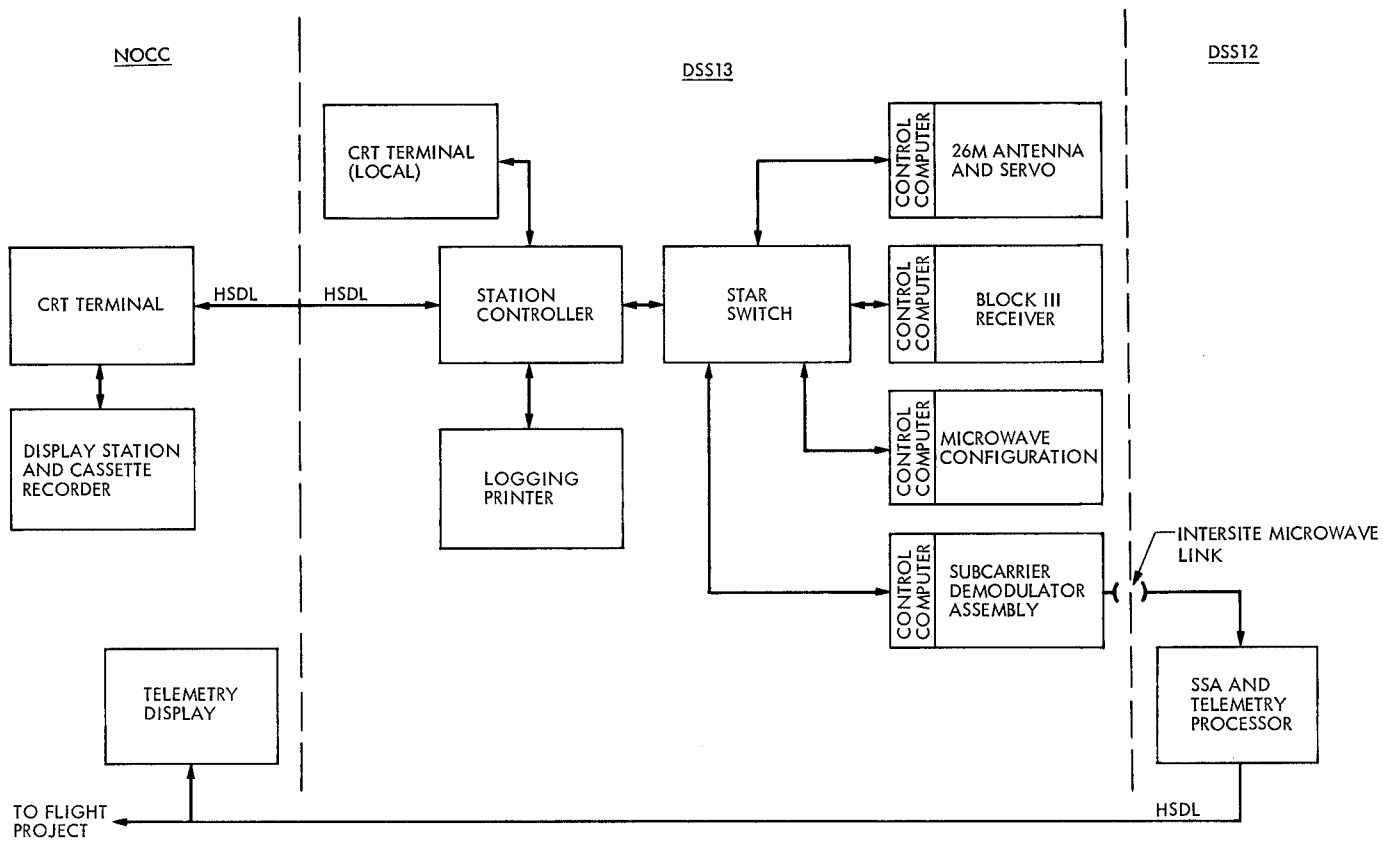 NOCC
DSS13
DSS12
CRT TERMINAL
(LOCAL)
CONTROL
COMPUTER
26M ANTENNA
AND SERVO
CRT TERMINAL
HSDL
HSDL
STATION
CONTROLLER
STAR
SWITCH
CONTROL
COMPUTER
BLOCK III
RECEIVER
DISPLAY STATION
AND CASSETTE
RECORDER
LOGGING
PRINTER
CONTROL
COMPUTER
MICROWAVE
CONFIGURATION
CONTROL
COMPUTER
SUBCARRIER
DEMODULATOR
ASSEMBLY
INTERSITE MICROWAVE
LINK
TELEMETRY
DISPLAY
SSA AND
TELEMETRY
PROCESSOR
TO FLIGHT
PROJECT
HSDL